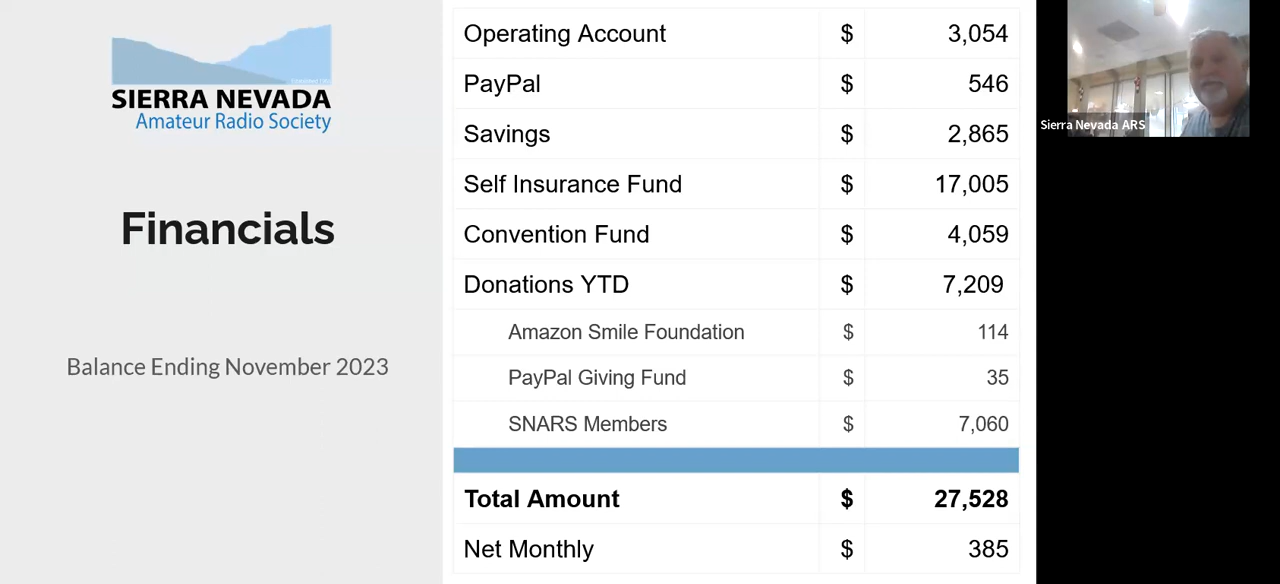 SIERRA NEVADA
Amateur Radio Society
Financials
Balance Ending November 2023
Operating Account $ 3,054
PayPal $ 546
Savings $ 2,865
Self Insurance Fund $ 17,005
Convention Fund $ 4,059
Donations YTD $ 7,209
Amazon Smile Foundation $ 114
PayPal Giving Fund $ 35
SNARS Members $ 7,060
Total Amount $ 27,528
Net Monthly $ 385
Sierra Nevada ARS